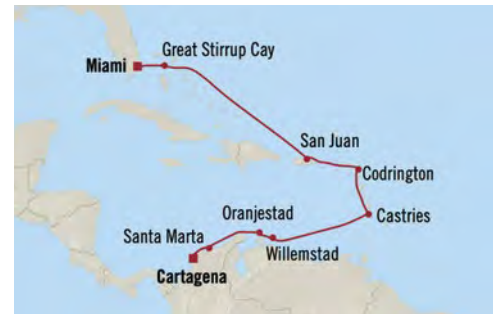 Great Stirrup Cay
Miami
San Juan
Codrington
Castries
Oranjestad
Santa Marta
Willemstad
Cartagena